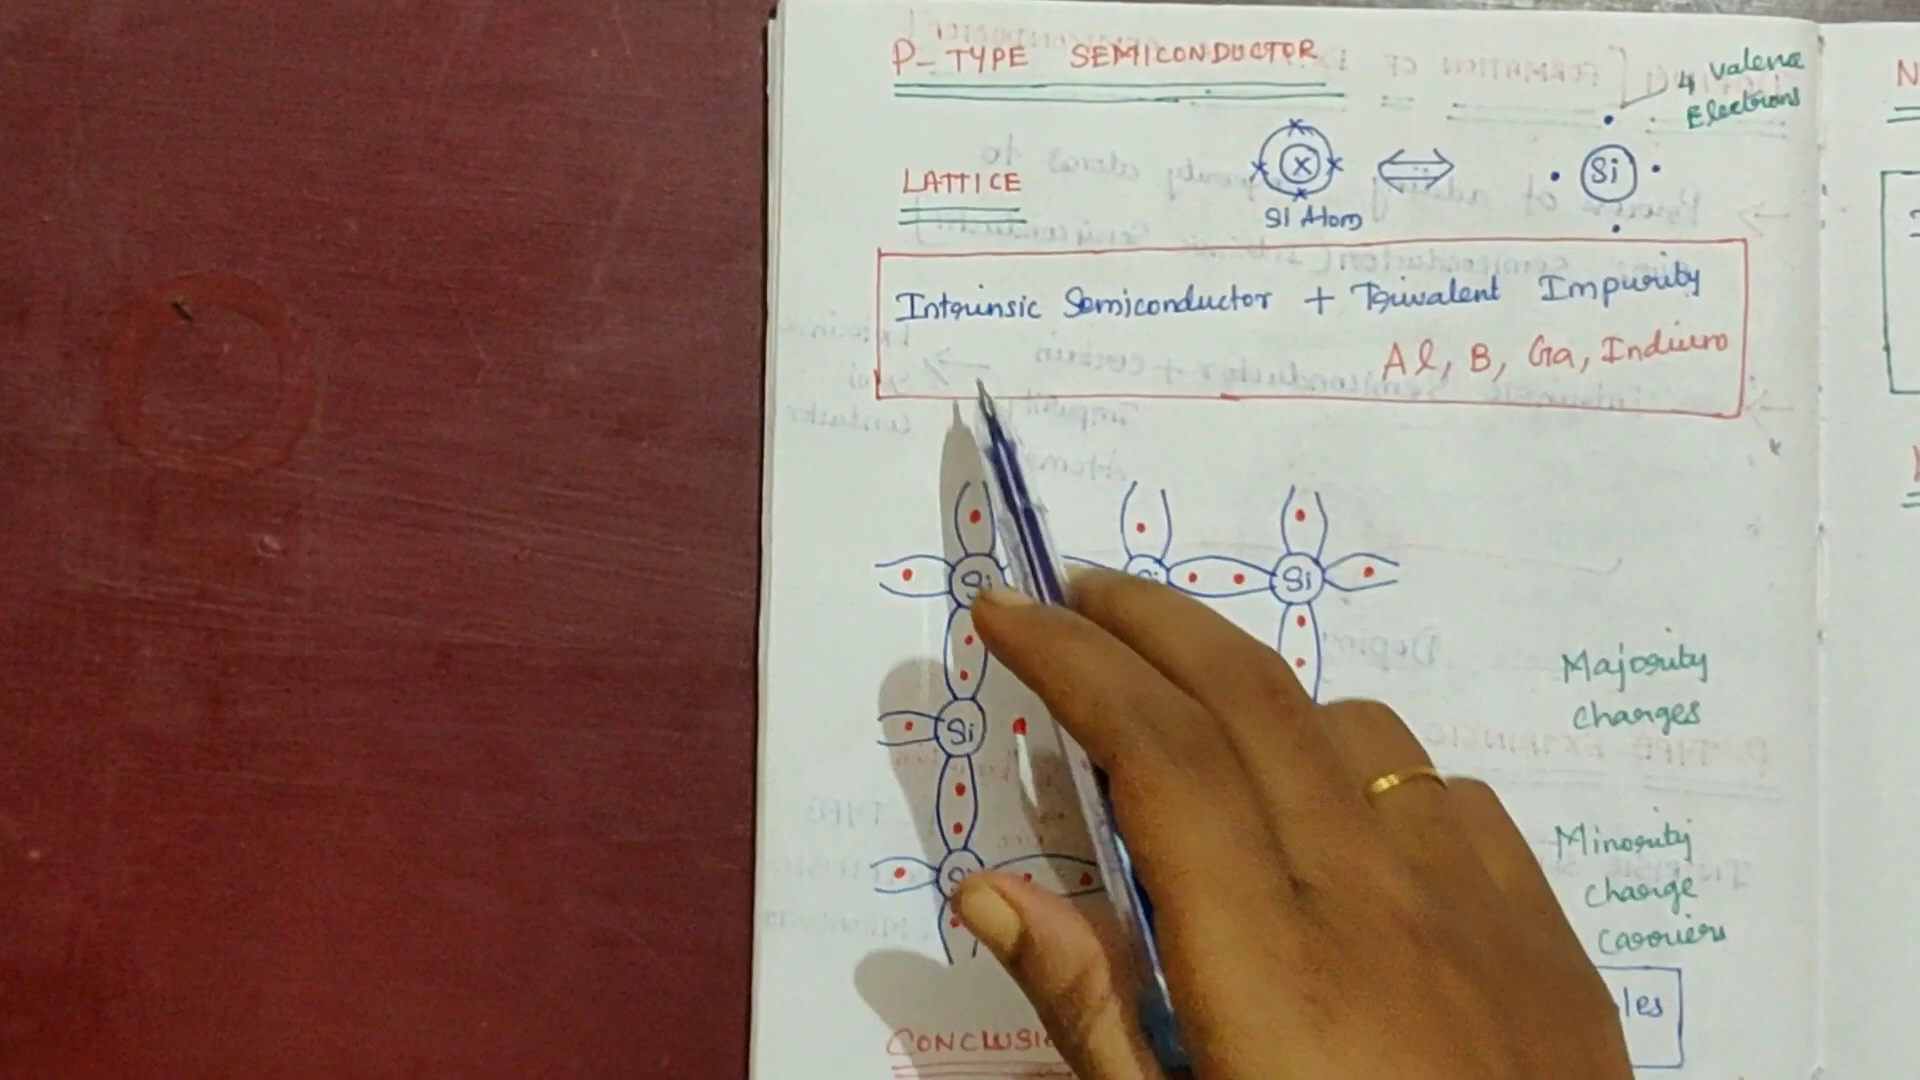 P-TYPE SEMICONDUCTOR
4 Valence
Electrons
LATTICE
Si
SI Atom
Intrinsic Semiconductor + Trivalent Impurity
Al, B, Ga, Indium
Si
Si
Si
Majority
charges
Si
Minority
charge
carriers
les
CONCLUSI
N